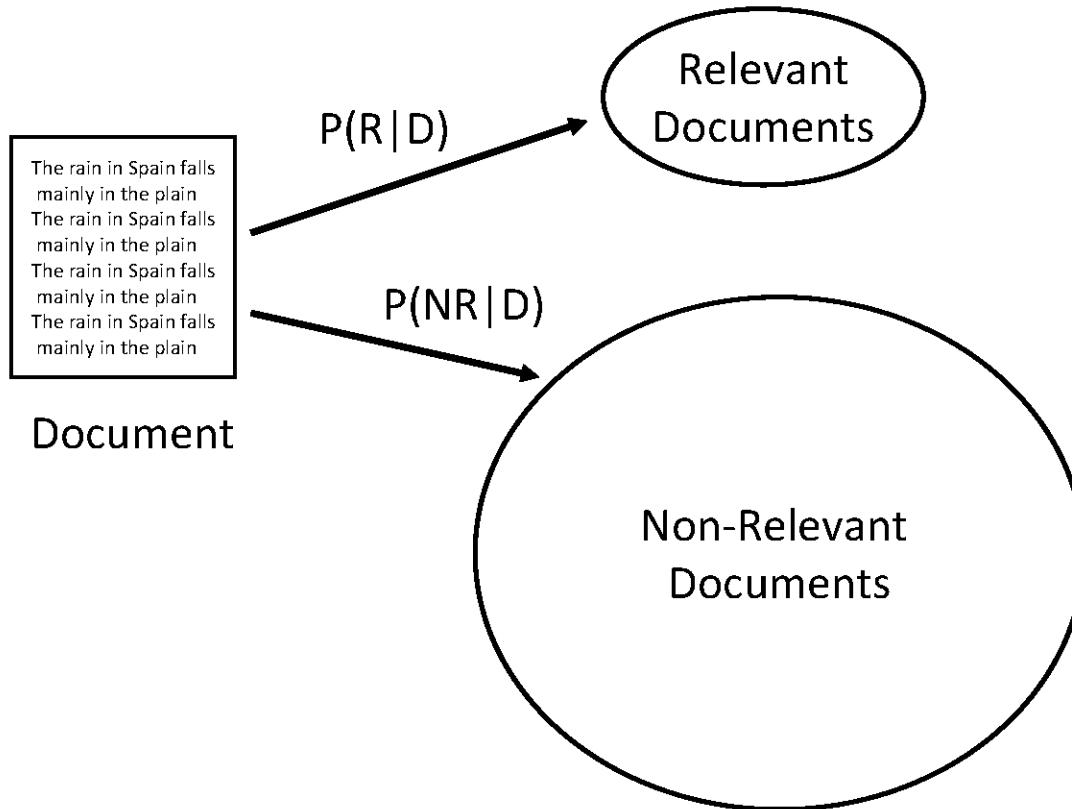 Relevant
Documents
P(R|D)
The rain in Spain falls
mainly in the plain
The rain in Spain falls
mainly in the plain
The rain in Spain falls
mainly in the plain
The rain in Spain falls
mainly in the plain
P(NR|D)
Document
Non-Relevant
Documents